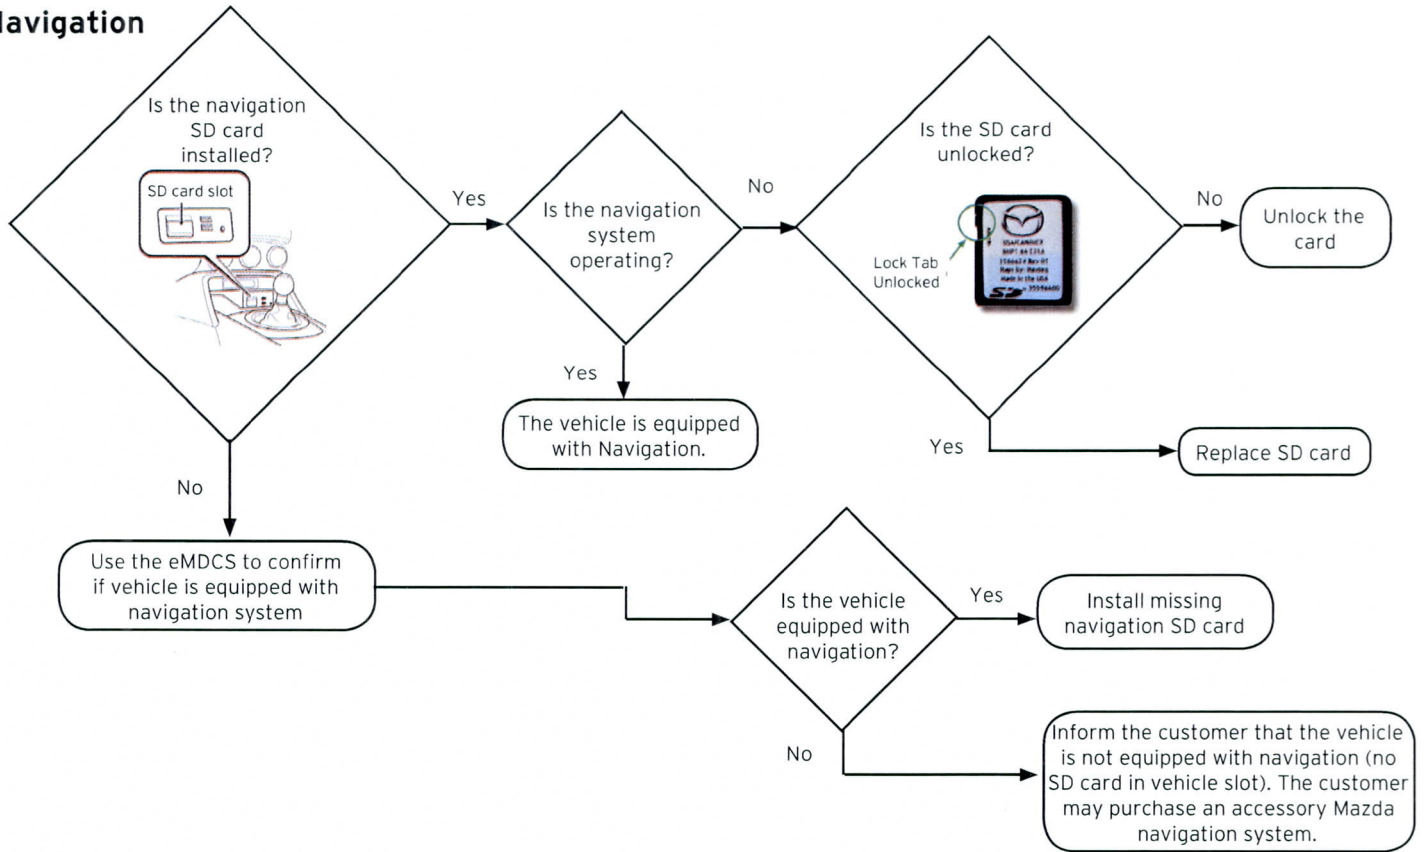 Navigation
Is the navigation
SD card
installed?
SD card slot
Yes
Is the navigation
system
operating?
No
Is the SD card
unlocked?
Lock Tab
Unlocked
No
Unlock the
card
Yes
The vehicle is equipped
with Navigation.
Yes
Replace SD card
No
Use the eMDCS to confirm
if vehicle is equipped with
navigation system
Is the vehicle
equipped with
navigation?
Yes
Install missing
navigation SD card
No
Inform the customer that the vehicle
is not equipped with navigation (no
SD card in vehicle slot). The customer
may purchase an accessory Mazda
navigation system.